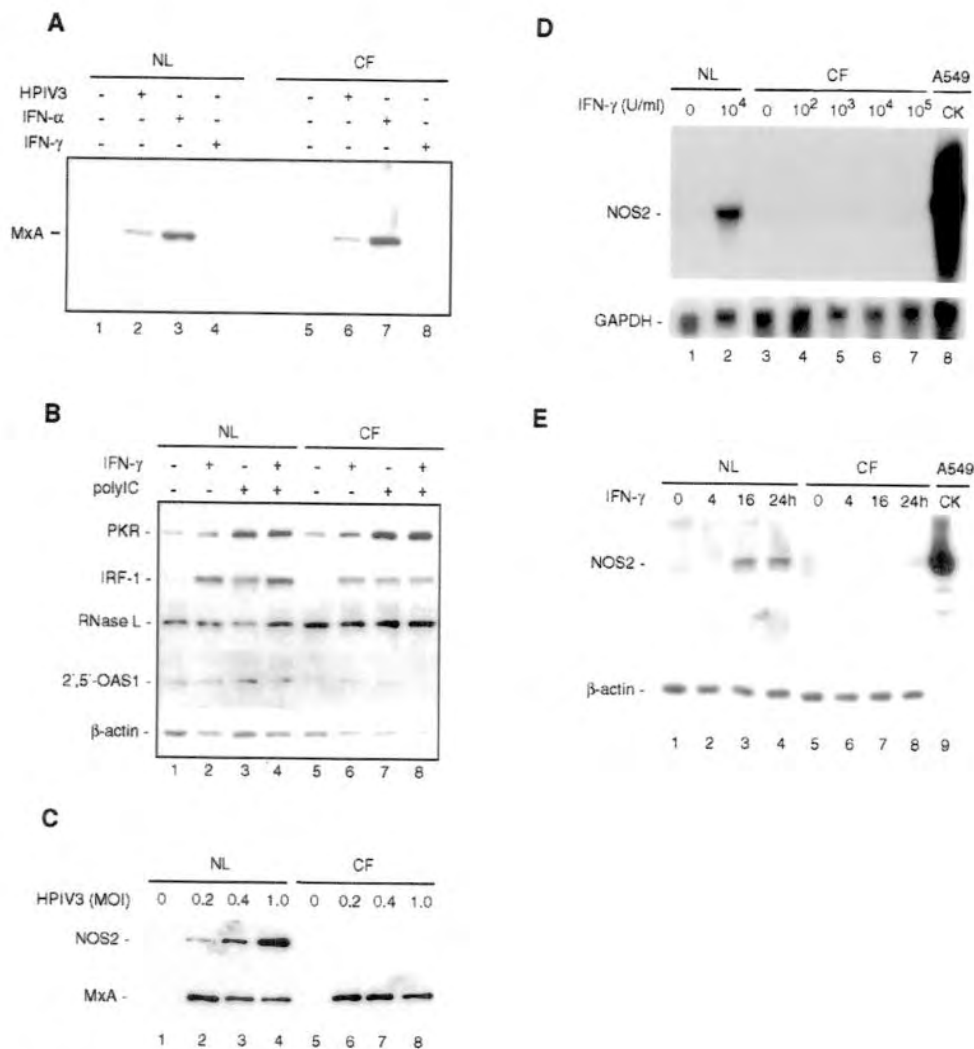 A
NL CF
HPIV3 - + - - - + - -
IFN-α - - + - - - + -
IFN-γ - - - + - - - +
MxA -
1 2 3 4 5 6 7 8
B
NL CF
IFN-γ - + - + - + - +
polyIC - - + + - - + +
PKR -
IRF-1 -
RNase L -
2',5'-OAS1 -
β-actin -
1 2 3 4 5 6 7 8
C
NL CF
HPIV3 (MOI) 0 0.2 0.4 1.0 0 0.2 0.4 1.0
NOS2 -
MxA -
1 2 3 4 5 6 7 8
D
NL CF A549
IFN-γ (U/ml) 0 10⁴ 0 10² 10³ 10⁴ 10⁵ CK
NOS2 -
GAPDH -
1 2 3 4 5 6 7 8
E
NL CF A549
IFN-γ 0 4 16 24h 0 4 16 24h CK
NOS2 -
β-actin -
1 2 3 4 5 6 7 8 9